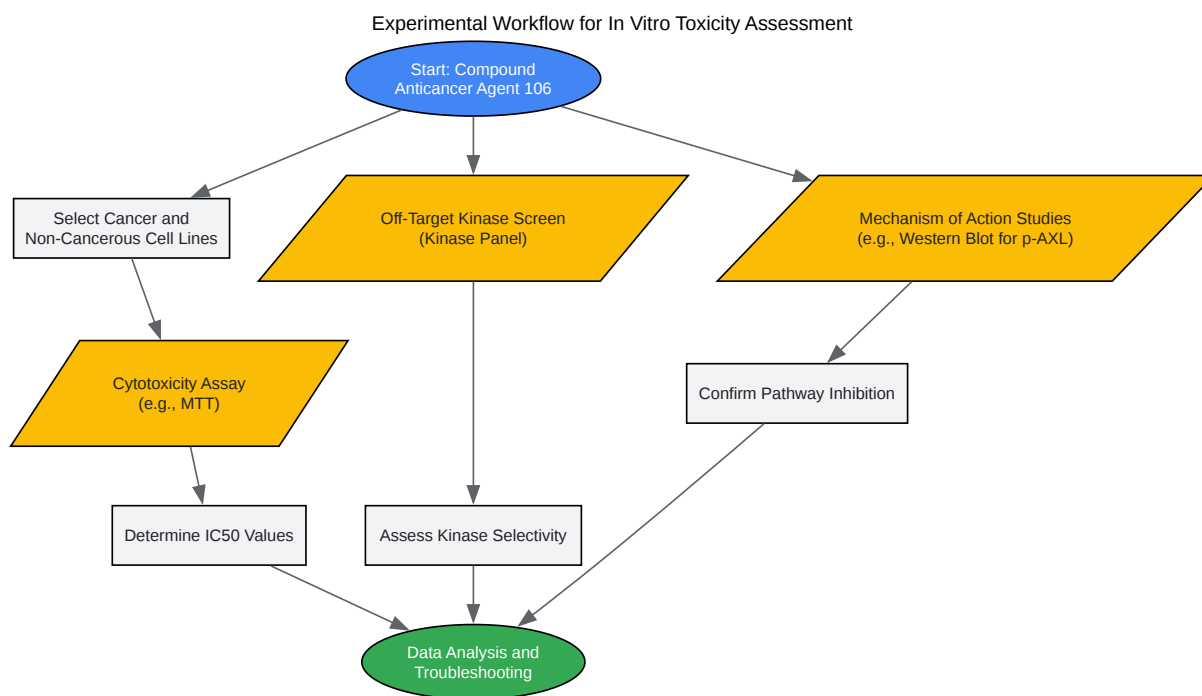 Experimental Workflow for In Vitro Toxicity Assessment
Start: Compound
Anticancer Agent 106
Select Cancer and
Non-Cancerous Cell Lines
Off-Target Kinase Screen
(Kinase Panel)
Mechanism of Action Studies
(e.g., Western Blot for p-AXL)
Cytotoxicity Assay
(e.g., MTT)
Confirm Pathway Inhibition
Determine IC50 Values
Assess Kinase Selectivity
Data Analysis and
Troubleshooting